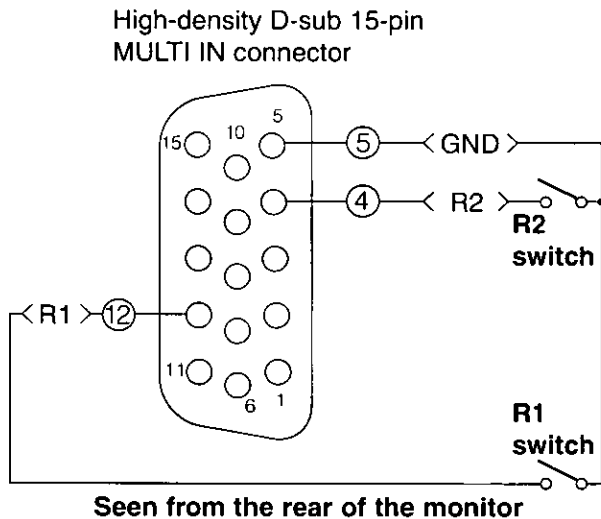 High-density D-sub 15-pin
MULTI IN connector
5
10
15
5
GND
4
R2
R2
switch
R1
12
11
6
1
R1
switch
Seen from the rear of the monitor